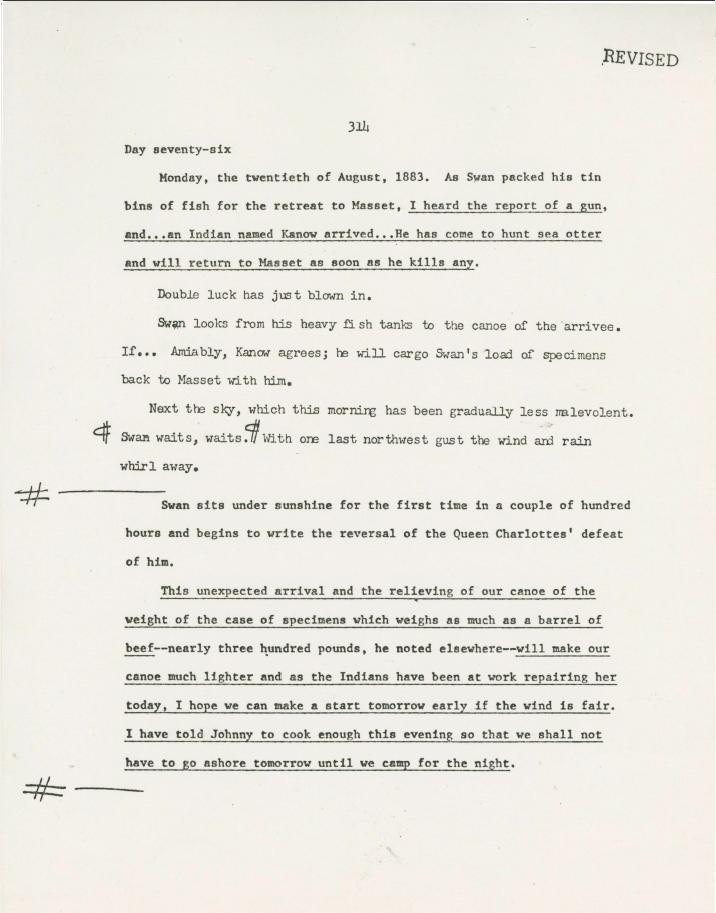 REVISED
314
Day seventy-six
Monday, the twentieth of August, 1883. As Swan packed his tin
bins of fish for the retreat to Masset, I heard the report of a gun,
and...an Indian named Kanow arrived...He has come to hunt sea otter
and will return to Masset as soon as he kills any.
Double luck has just blown in.
Swan looks from his heavy fish tanks to the canoe of the arrivee.
If... Amiably, Kanow agrees; he will cargo Swan's load of specimens
back to Masset with him.
Next the sky, which this morning has been gradually less malevolent.
¶ Swan waits, waits. ¶ With one last northwest gust the wind and rain
whirl away.
#
Swan sits under sunshine for the first time in a couple of hundred
hours and begins to write the reversal of the Queen Charlottes' defeat
of him.
This unexpected arrival and the relieving of our canoe of the
weight of the case of specimens which weighs as much as a barrel of
beef--nearly three hundred pounds, he noted elsewhere--will make our
canoe much lighter and as the Indians have been at work repairing her
today, I hope we can make a start tomorrow early if the wind is fair.
I have told Johnny to cook enough this evening so that we shall not
have to go ashore tomorrow until we camp for the night.
#